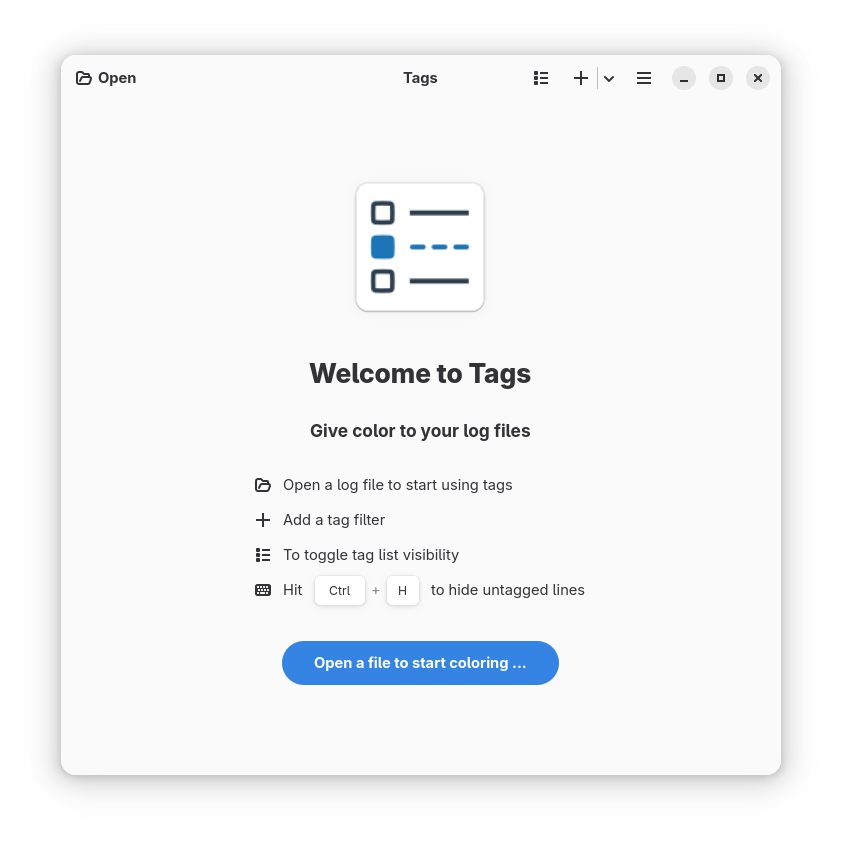 Open
Tags
Welcome to Tags
Give color to your log files
Open a log file to start using tags
Add a tag filter
To toggle tag list visibility
Hit Ctrl + H to hide untagged lines
Open a file to start coloring ...